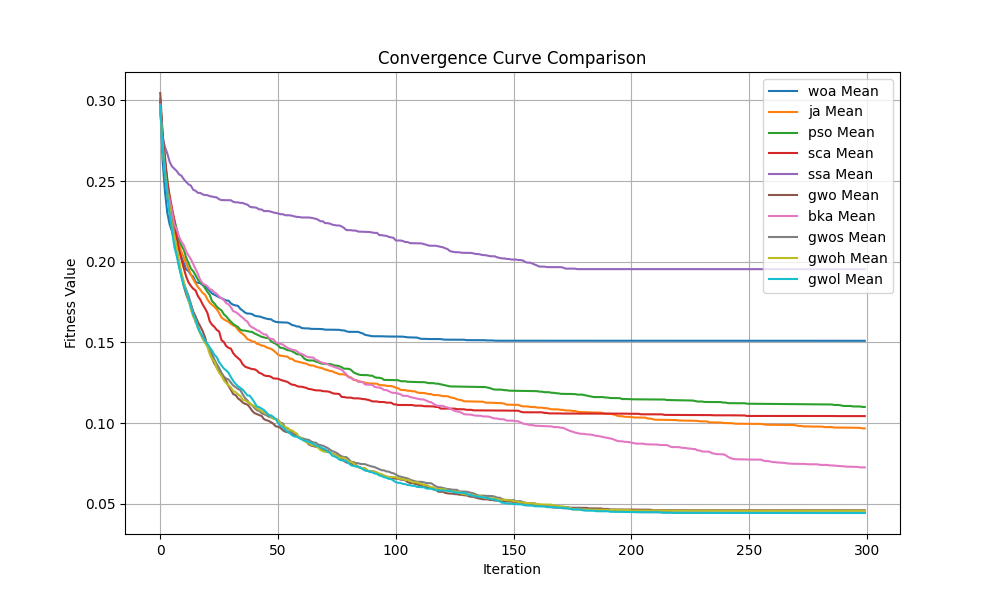 Convergence Curve Comparison
Fitness Value
0.30
0.25
0.20
0.15
0.10
0.05
woa Mean
ja Mean
pso Mean
sca Mean
ssa Mean
gwo Mean
bka Mean
gwos Mean
gwoh Mean
gwol Mean
0 50 100 150 200 250 300
Iteration